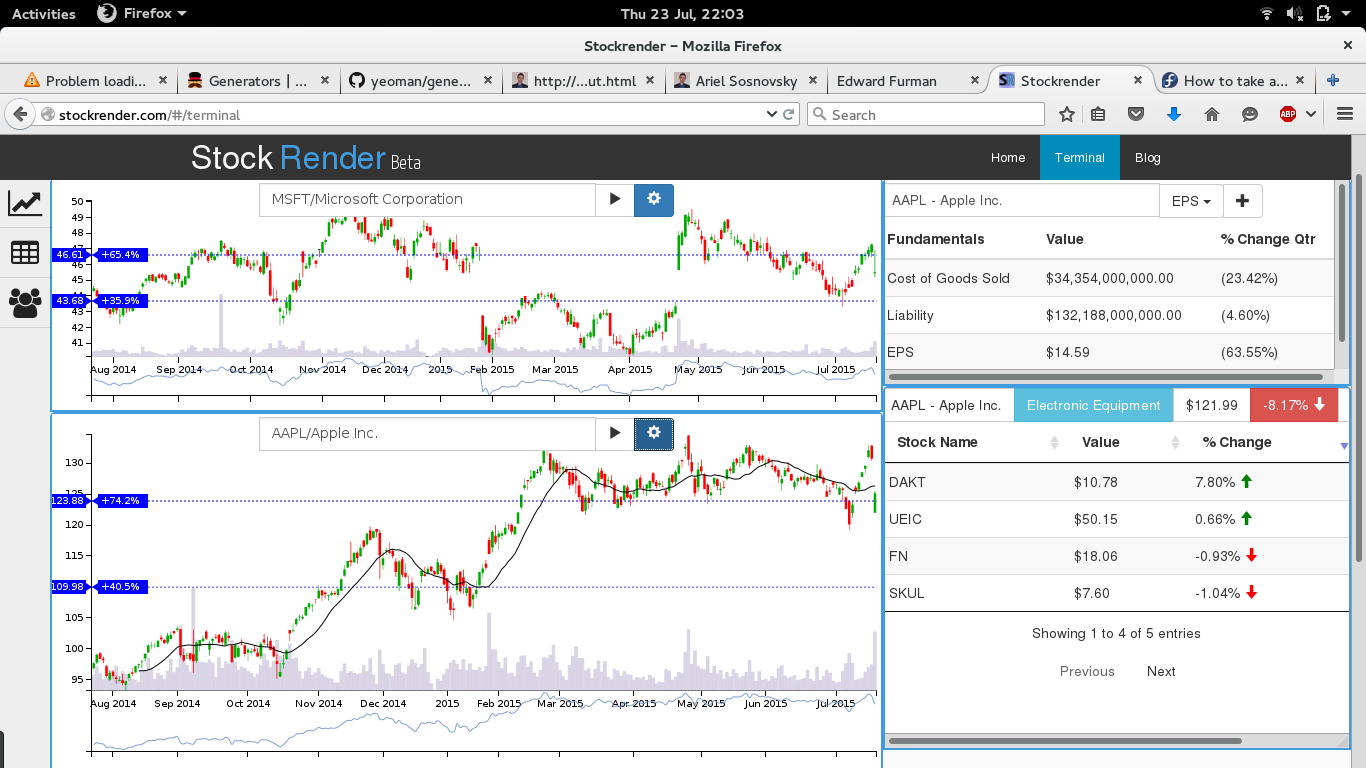 Activities Firefox Thu 23 Jul, 22:03
Stockrender – Mozilla Firefox
Problem loadi... Generators | ... yeoman/gene... http://...ut.html Ariel Sosnovsky Edward Furman Stockrender How to take a...
stockrender.com/#/terminal Search ABP
Stock Render Beta Home Terminal Blog
MSFT/Microsoft Corporation
50
49
48
47
46.61 +65.4%
46
45
44
43.68 +35.9%
43
42
41
Aug 2014 Sep 2014 Oct 2014 Nov 2014 Dec 2014 2015 Feb 2015 Mar 2015 Apr 2015 May 2015 Jun 2015 Jul 2015
AAPL/Apple Inc.
130
125
123.88 +74.2%
120
115
109.98 +40.5%
105
100
95
Aug 2014 Sep 2014 Oct 2014 Nov 2014 Dec 2014 2015 Feb 2015 Mar 2015 Apr 2015 May 2015 Jun 2015 Jul 2015
AAPL - Apple Inc. EPS
Fundamentals Value % Change Qtr
Cost of Goods Sold $34,354,000,000.00 (23.42%)
Liability $132,188,000,000.00 (4.60%)
EPS $14.59 (63.55%)
AAPL - Apple Inc. Electronic Equipment $121.99 -8.17%
Stock Name Value % Change
DAKT $10.78 7.80%
UEIC $50.15 0.66%
FN $18.06 -0.93%
SKUL $7.60 -1.04%
Showing 1 to 4 of 5 entries
Previous Next